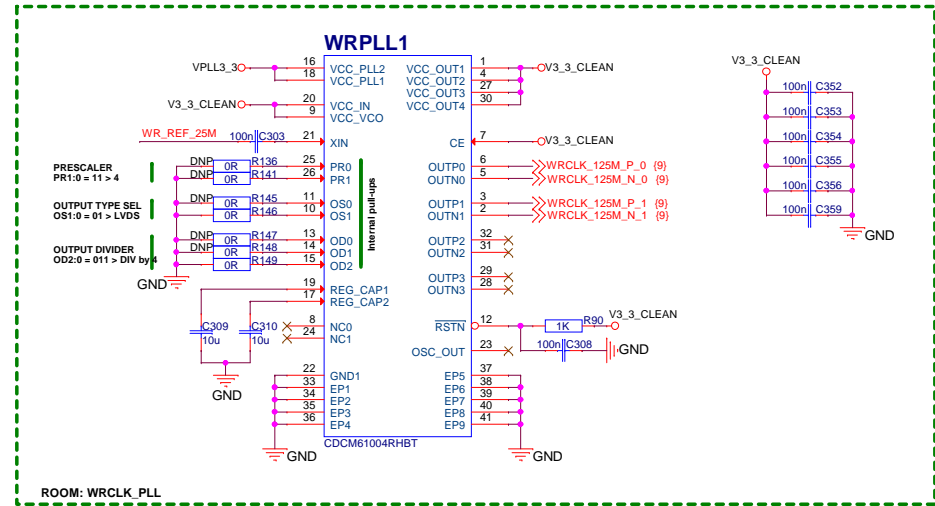 WRPLL1
VPLL3_3
16
VCC_PLL2
18
VCC_PLL1
V3_3_CLEAN
20
VCC_IN
9
VCC_VCO
WR_REF_25M
100n
C303
21
XIN
PRESCALER
PR1:0 = 11 > 4
DNP
0R
R136
25
PR0
DNP
0R
R141
26
PR1
OUTPUT TYPE SEL
OS1:0 = 01 > LVDS
DNP
0R
R145
11
OS0
0R
R146
10
OS1
OUTPUT DIVIDER
OD2:0 = 011 > DIV by 4
DNP
0R
R147
13
OD0
DNP
0R
R148
14
OD1
0R
R149
15
OD2
GND
Internal pull-ups
19
REG_CAP1
17
REG_CAP2
C309
10u
C310
10u
GND
8
NC0
24
NC1
22
GND1
33
EP1
34
EP2
35
EP3
36
EP4
GND
CDCM61004RHBT
VCC_OUT1
1
VCC_OUT2
4
VCC_OUT3
27
VCC_OUT4
30
V3_3_CLEAN
CE
7
V3_3_CLEAN
OUTP0
6
WRCLK_125M_P_0 {9}
OUTN0
5
WRCLK_125M_N_0 {9}
OUTP1
3
WRCLK_125M_P_1 {9}
OUTN1
2
WRCLK_125M_N_1 {9}
OUTP2
32
OUTN2
31
OUTP3
29
OUTN3
28
RSTN
12
1K
R90
V3_3_CLEAN
100n
C308
GND
OSC_OUT
23
EP5
37
EP6
38
EP7
39
EP8
40
EP9
41
GND
V3_3_CLEAN
100n
C352
100n
C353
100n
C354
100n
C355
100n
C356
100n
C359
GND
ROOM: WRCLK_PLL